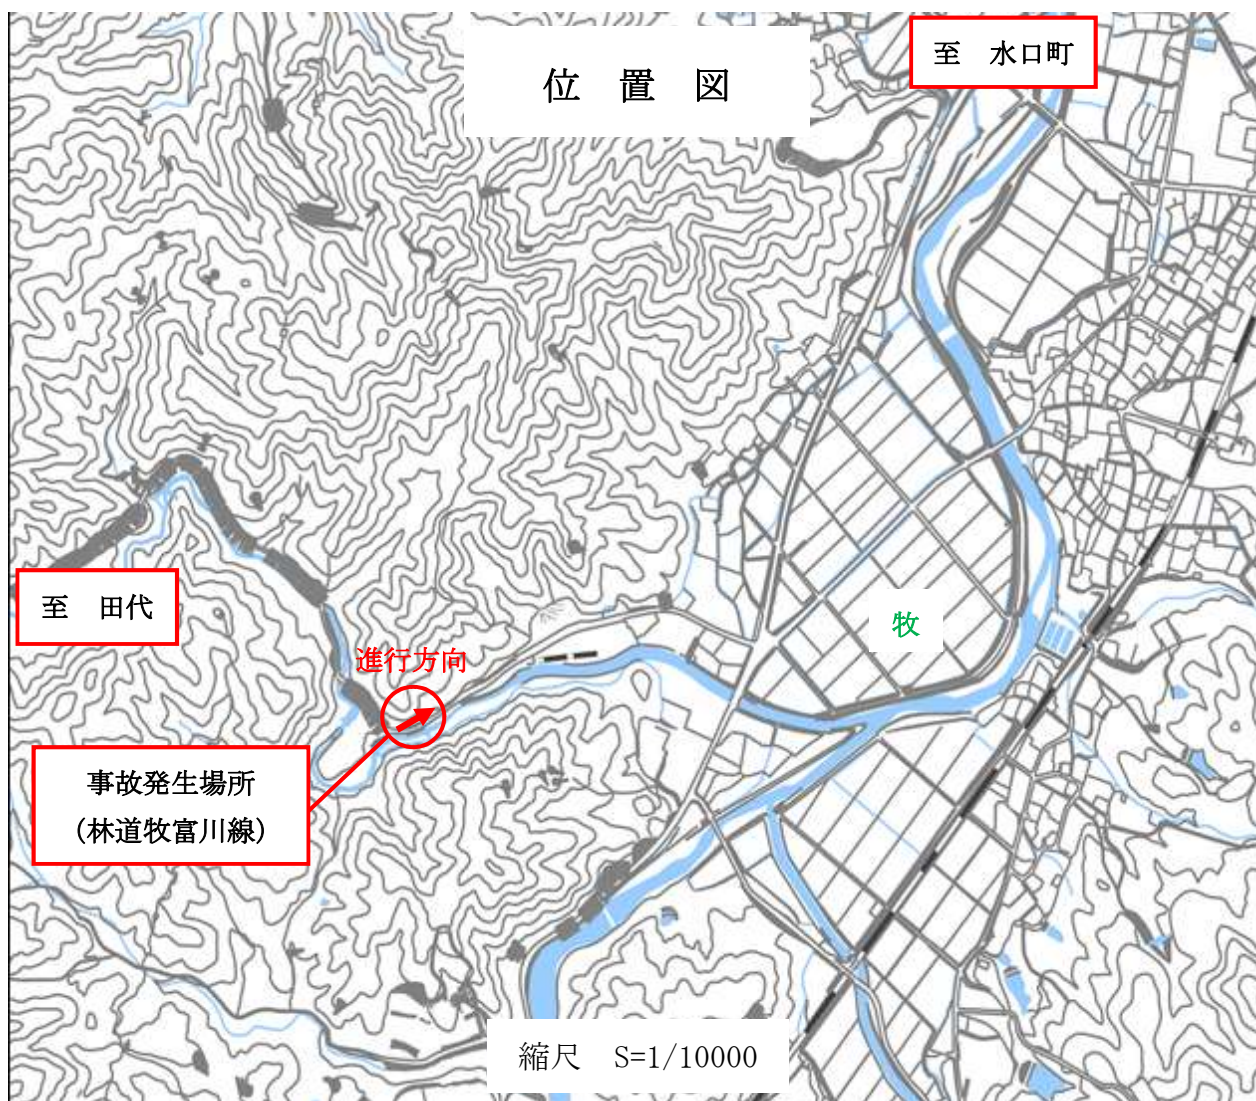 位 置 図
至 水口町
至 田代
進行方向
牧
事故発生場所
(林道牧富川線)
縮尺 S=1/10000